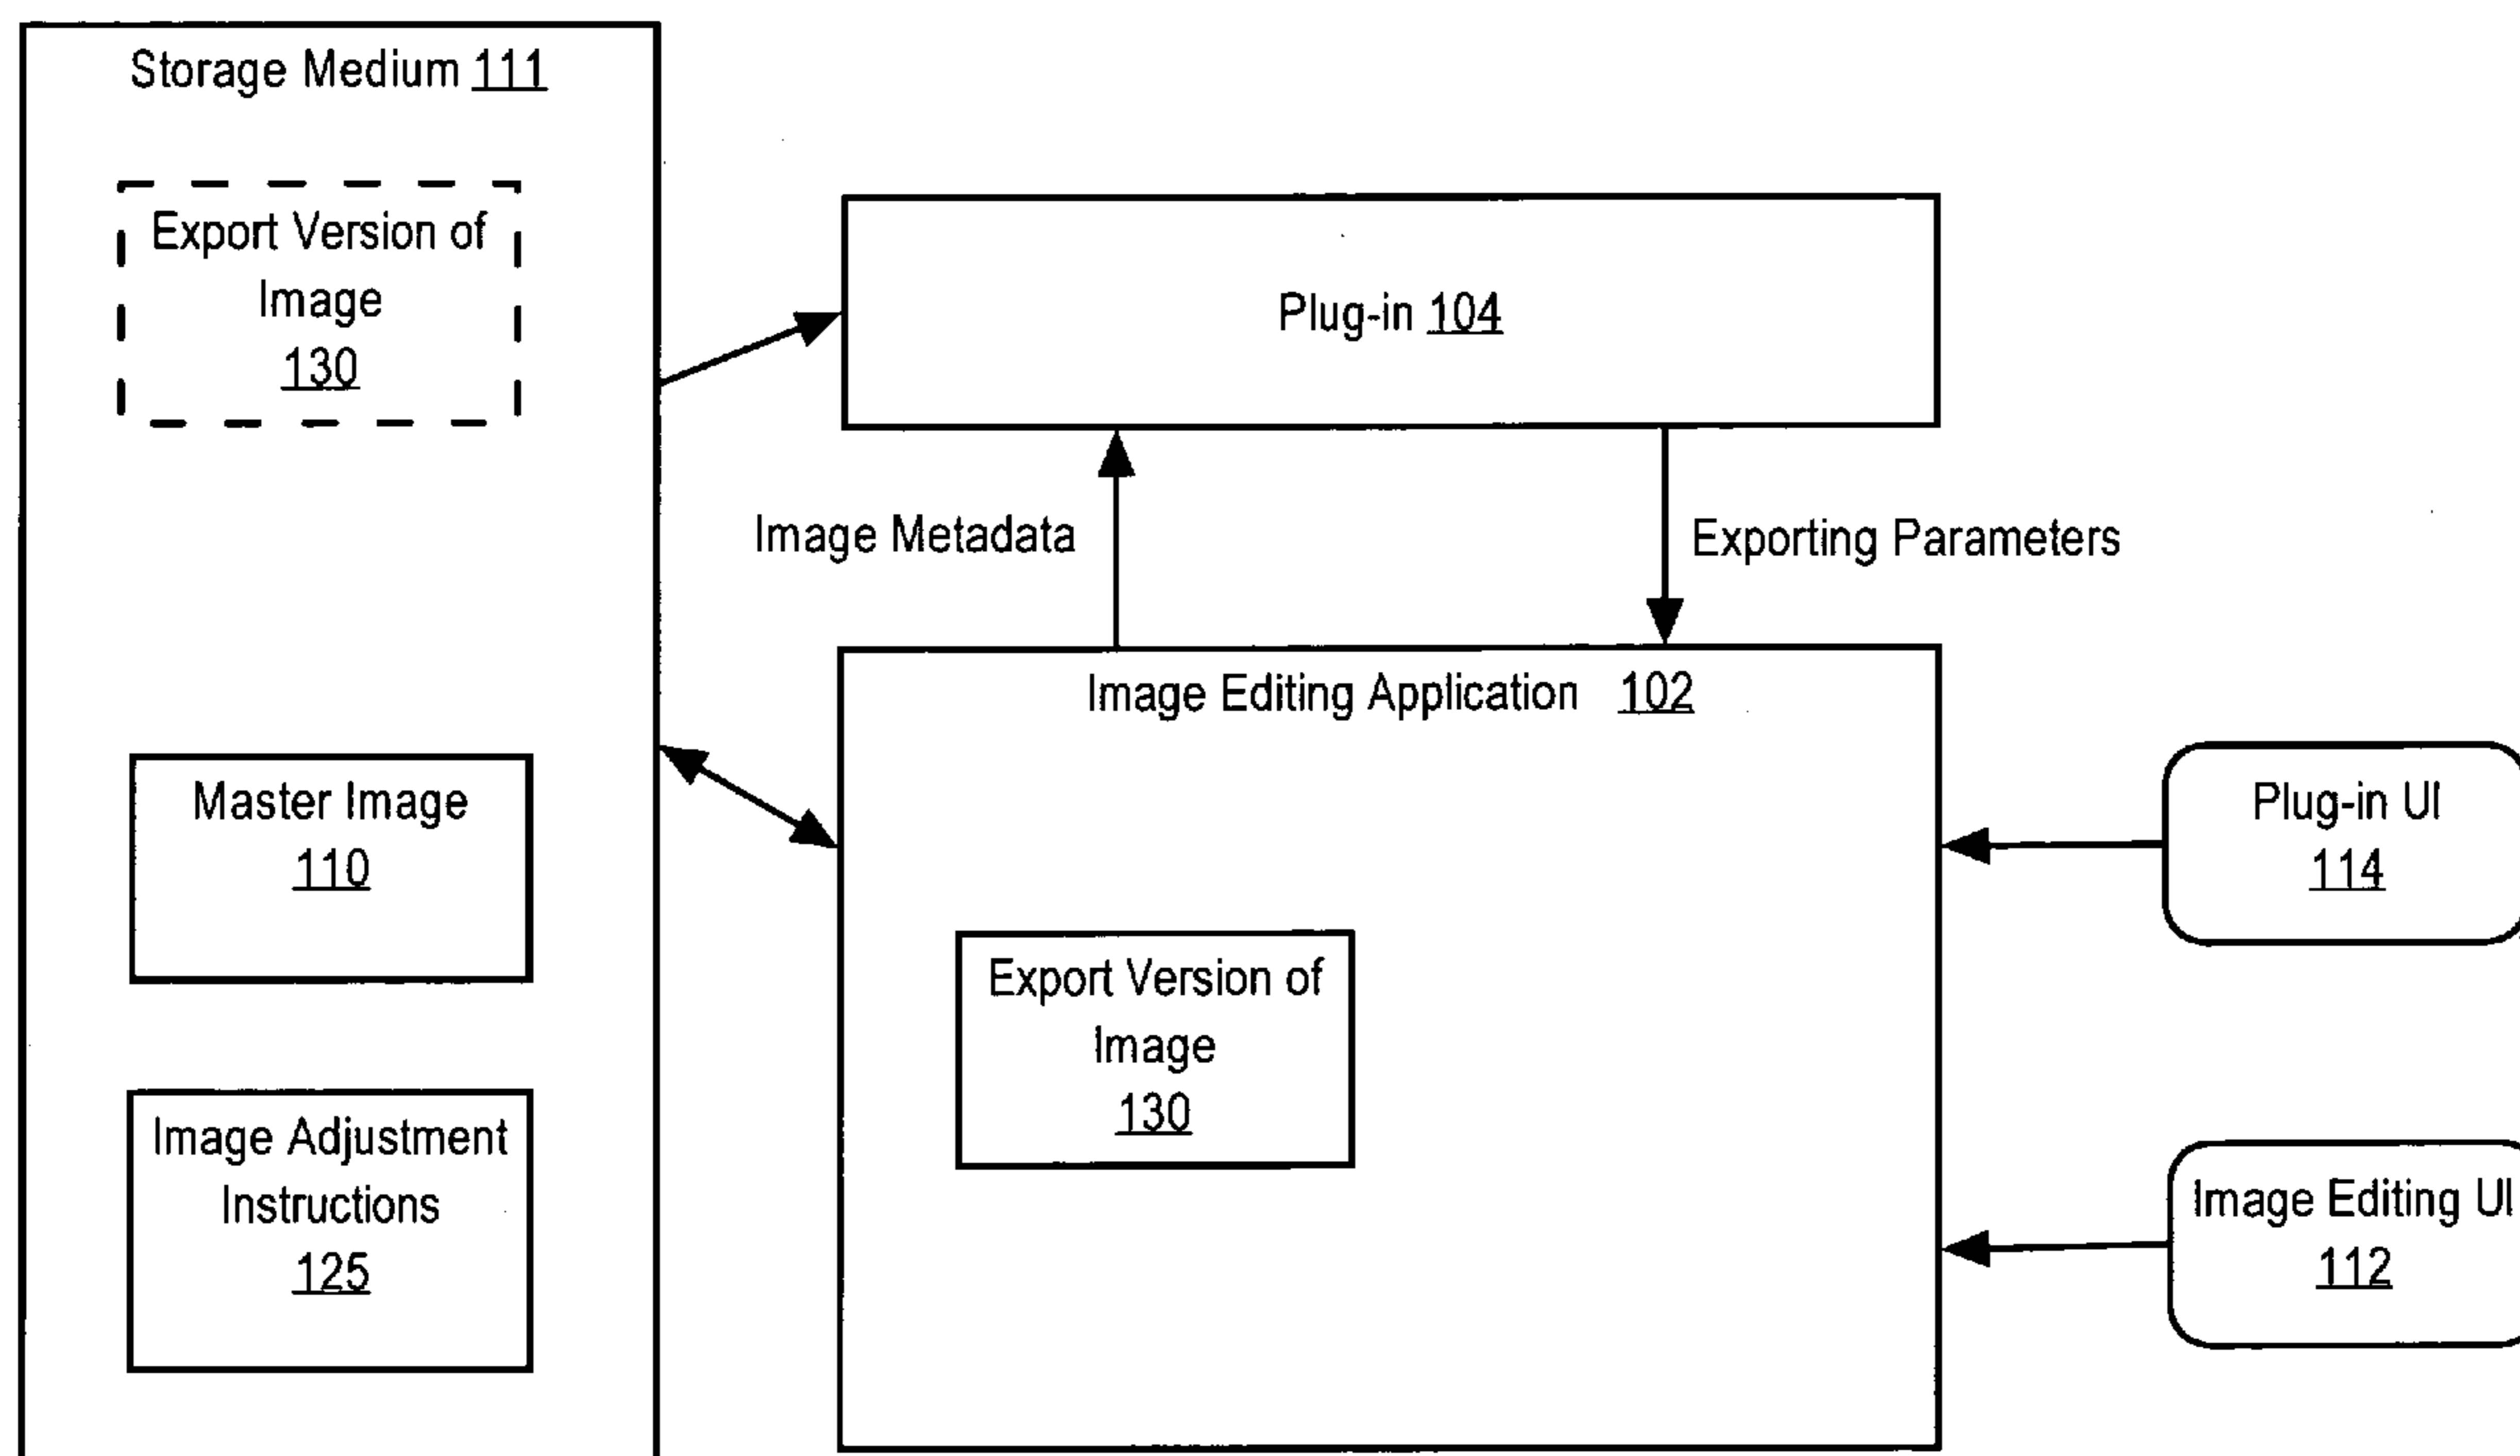 Storage Medium 111
Export Version of
Image
130
Plug-in 104
Image Metadata
Exporting Parameters
Image Editing Application 102
Master Image
110
Plug-in UI
114
Export Version of
Image
130
Image Adjustment
Instructions
125
Image Editing UI
112